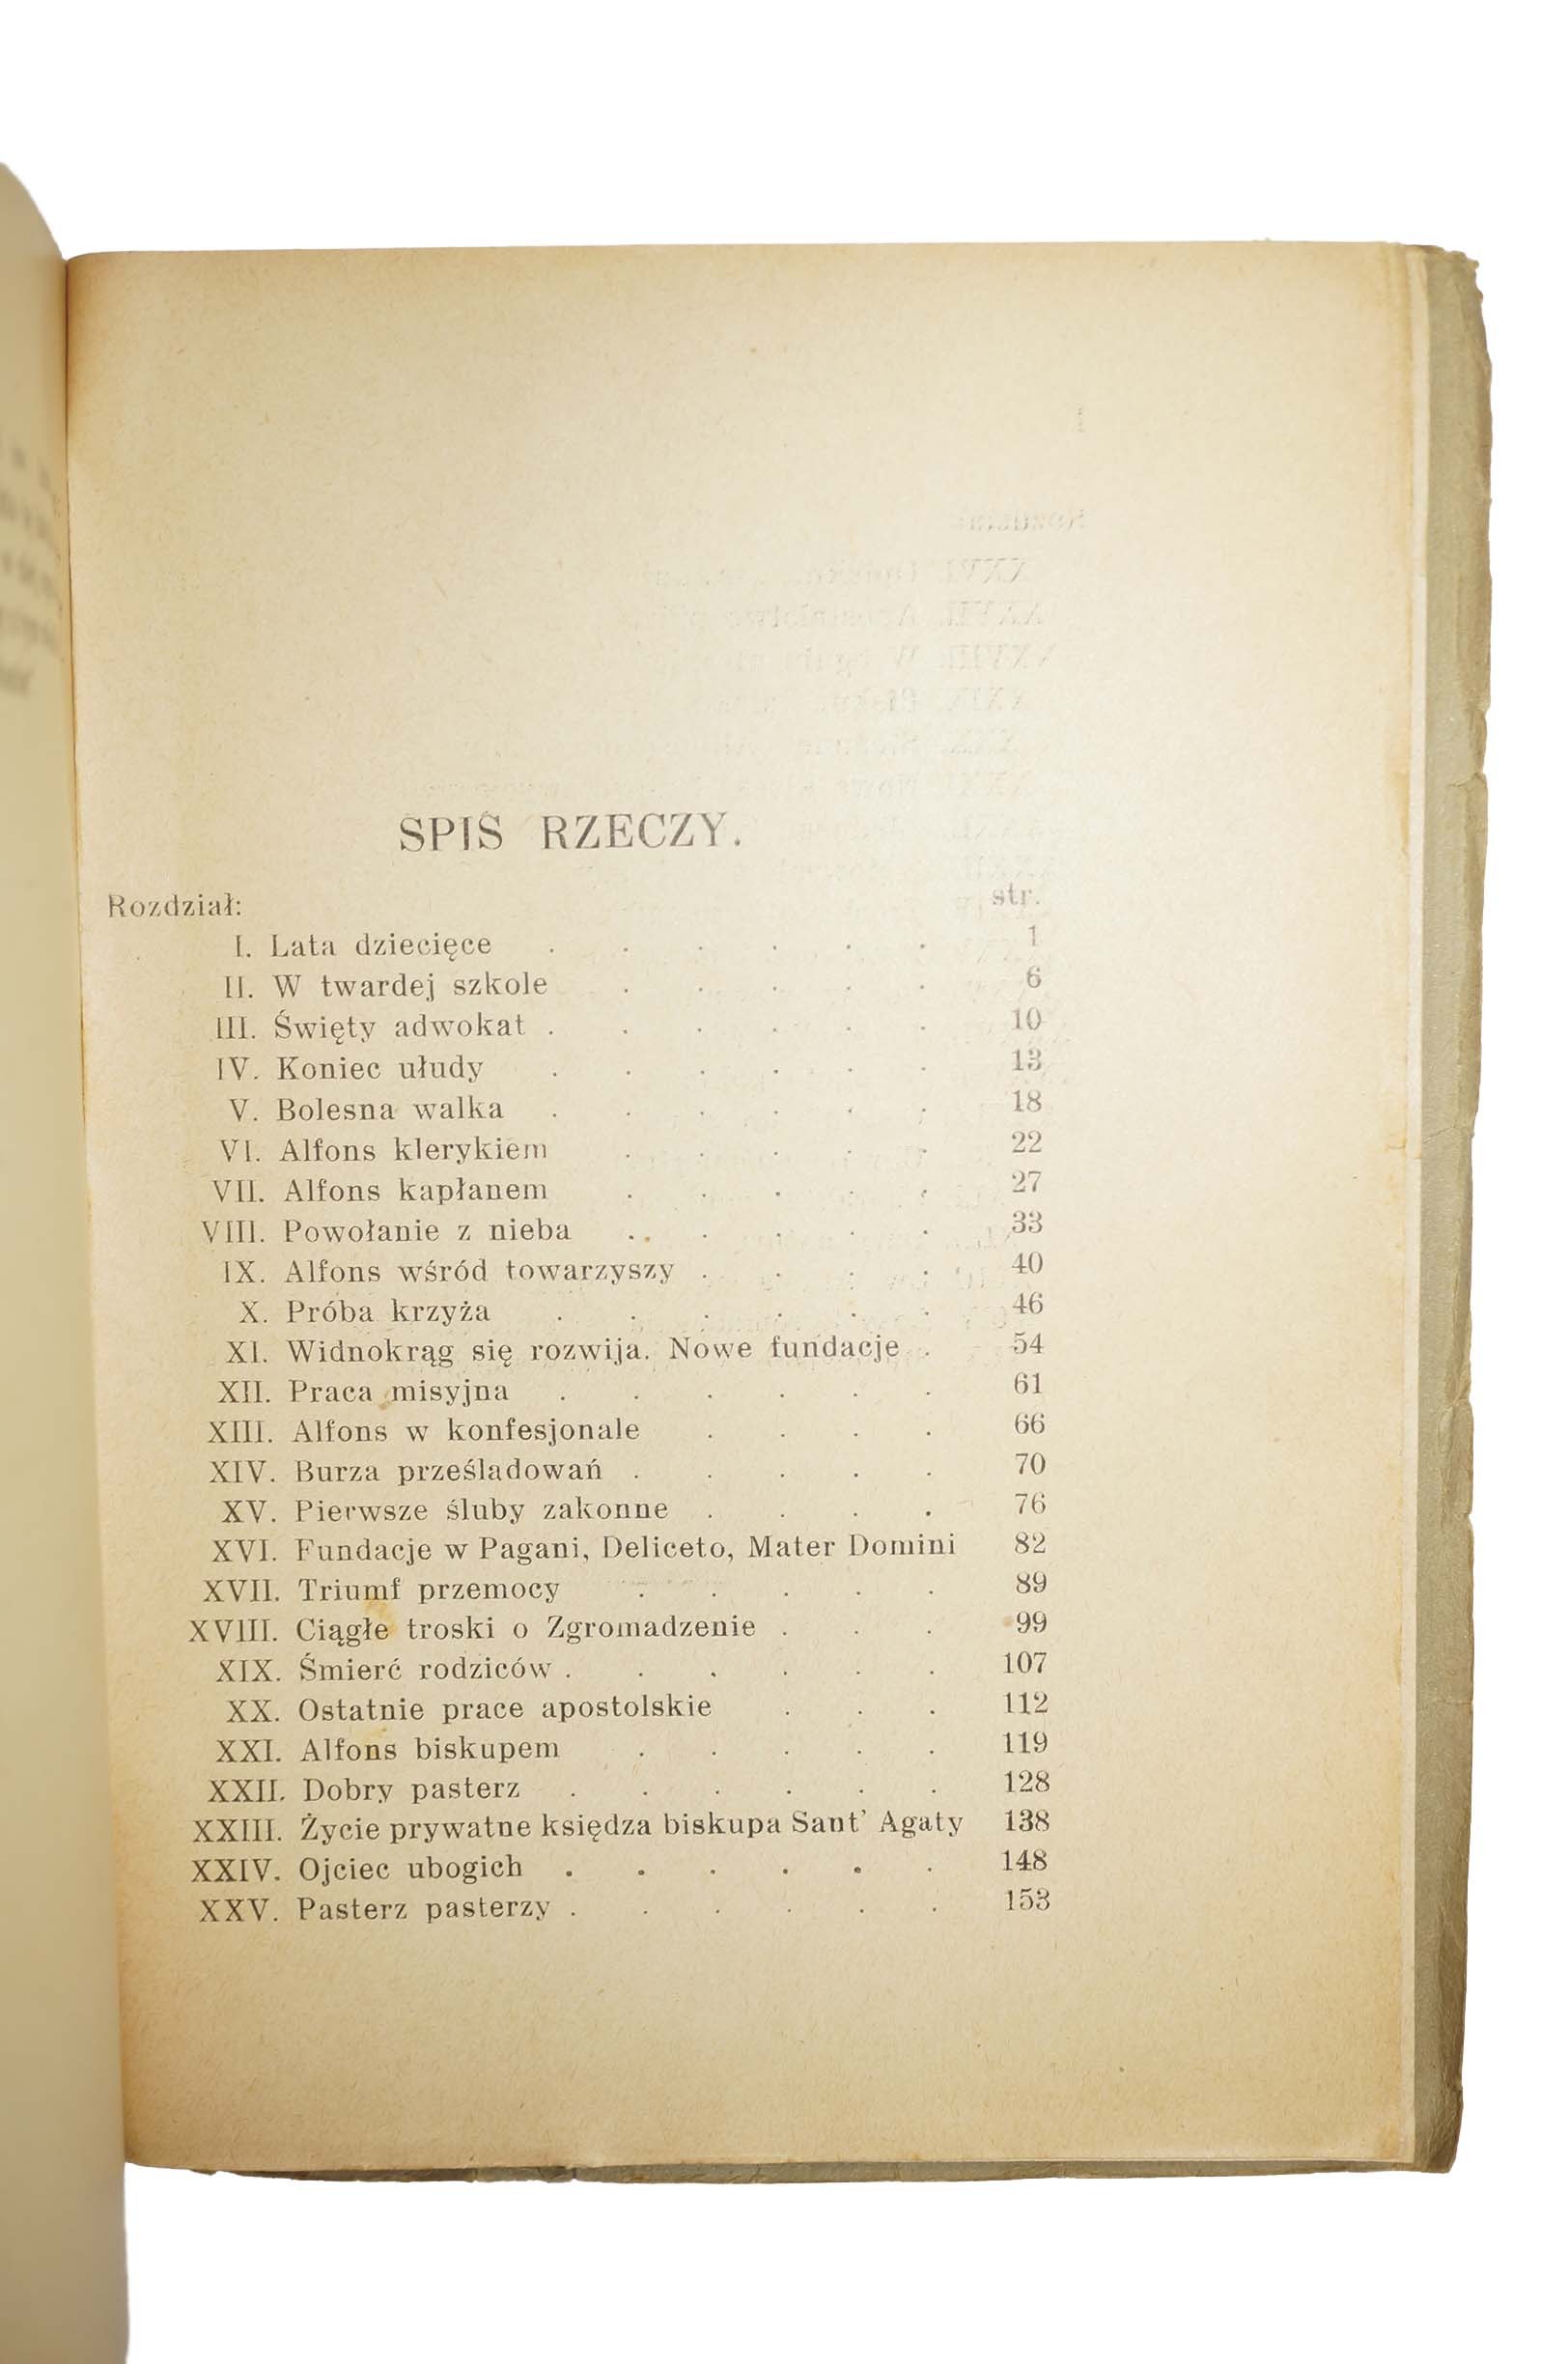 SPIS RZECZY.
Rozdział: str.
I. Lata dziecięce . . . . . . 1
II. W twardej szkole . . . . . 6
III. Święty adwokat . . . . . . 10
IV. Koniec ułudy . . . . . . 13
V. Bolesna walka . . . . . . 18
VI. Alfons klerykiem . . . . . 22
VII. Alfons kapłanem . . . . . 27
VIII. Powołanie z nieba . . . . . 33
IX. Alfons wśród towarzyszy . . . . 40
X. Próba krzyża . . . . . . 46
XI. Widnokrąg się rozwija. Nowe fundacje . 54
XII. Praca misyjna . . . . . . 61
XIII. Alfons w konfesjonale . . . . 66
XIV. Burza prześladowań . . . . . 70
XV. Pierwsze śluby zakonne . . . . 76
XVI. Fundacje w Pagani, Deliceto, Mater Domini 82
XVII. Triumf przemocy . . . . . 89
XVIII. Ciągłe troski o Zgromadzenie . . . 99
XIX. Śmierć rodziców . . . . . . 107
XX. Ostatnie prace apostolskie . . . 112
XXI. Alfons biskupem . . . . . 119
XXII. Dobry pasterz . . . . . . 128
XXIII. Życie prywatne księdza biskupa Sant' Agaty 138
XXIV. Ojciec ubogich . . . . . . 148
XXV. Pasterz pasterzy . . . . . . 153